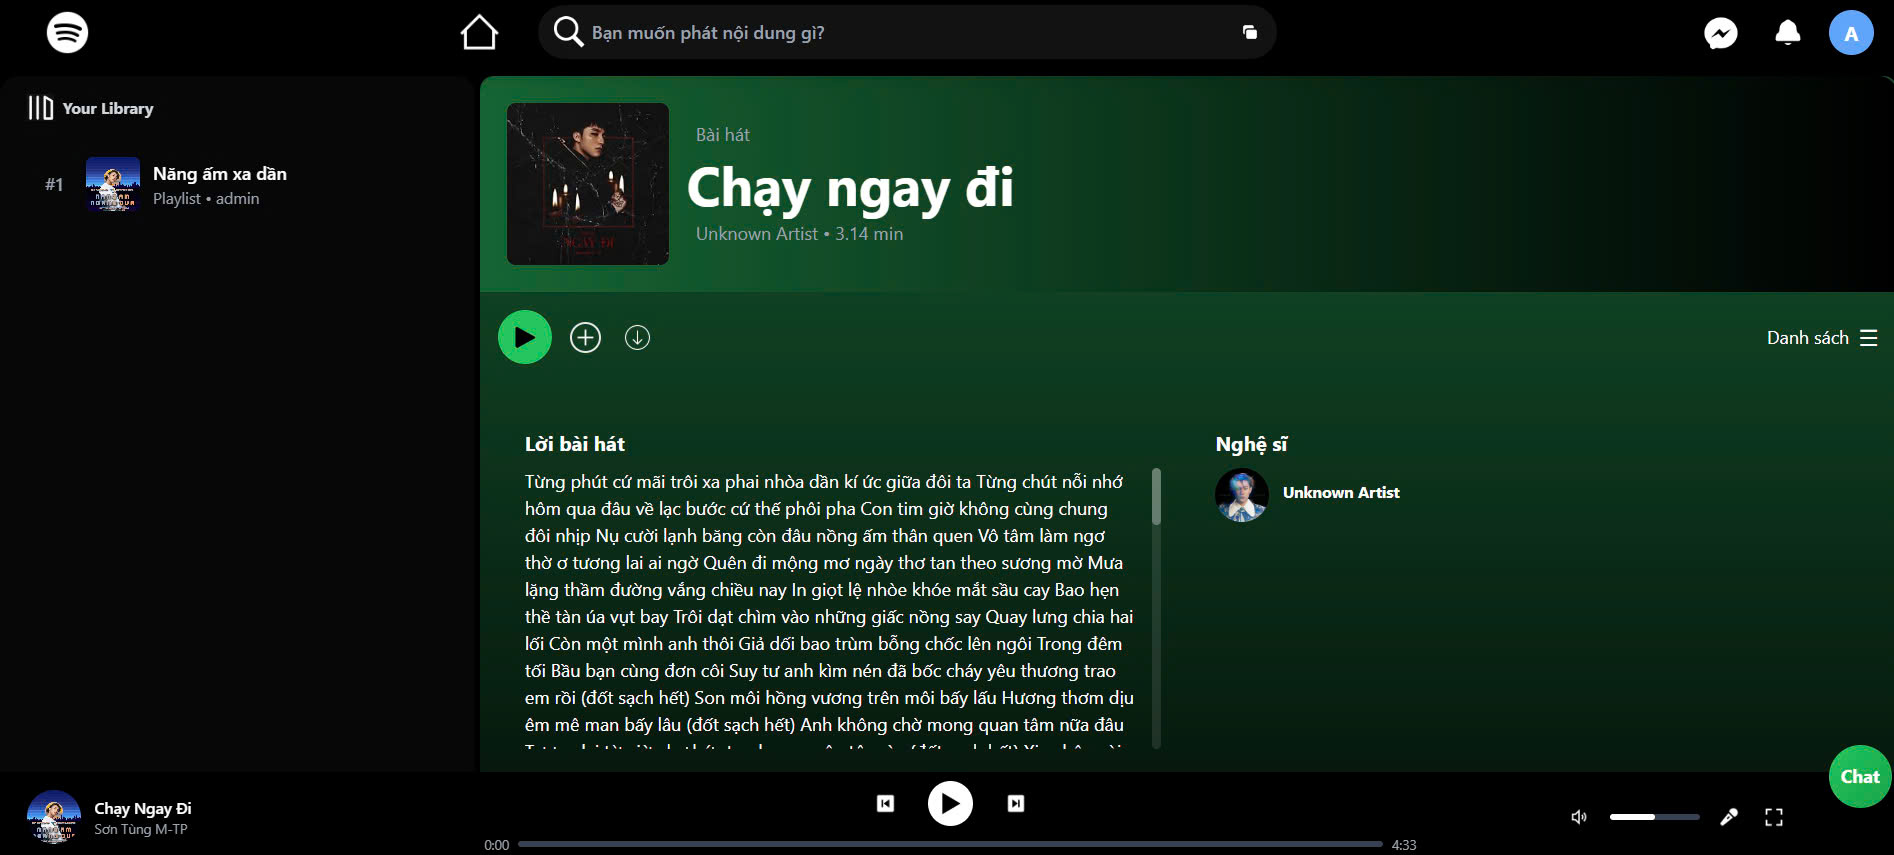 Bạn muốn phát nội dung gì?
A
Your Library
#1
Năng ấm xa dần
Playlist • admin
NGAY ĐI
Bài hát
Chạy ngay đi
Unknown Artist • 3.14 min
Danh sách
Lời bài hát
Từng phút cứ mãi trôi xa phai nhòa dần kí ức giữa đôi ta Từng chút nỗi nhớ
hôm qua đâu về lạc bước cứ thế phôi pha Con tim giờ không cùng chung
đôi nhịp Nụ cười lạnh băng còn đâu nồng ấm thân quen Vô tâm làm ngơ
thờ ơ tương lai ai ngờ Quên đi mộng mơ ngày thơ tan theo sương mờ Mưa
lặng thầm đường vắng chiều nay In giọt lệ nhòe khóe mắt sầu cay Bao hẹn
thề tàn úa vụt bay Trôi dạt chìm vào những giấc nồng say Quay lưng chia hai
lối Còn một mình anh thôi Giả dối bao trùm bỗng chốc lên ngôi Trong đêm
tối Bầu bạn cùng đơn côi Suy tư anh kìm nén đã bốc cháy yêu thương trao
em rồi (đốt sạch hết) Son môi hồng vương trên môi bấy lấu Hương thơm dịu
êm mê man bấy lâu (đốt sạch hết) Anh không chờ mong quan tâm nữa đâu
Nghệ sĩ
Unknown Artist
Chat
Chạy Ngay Đi
Sơn Tùng M-TP
0:00
4:33